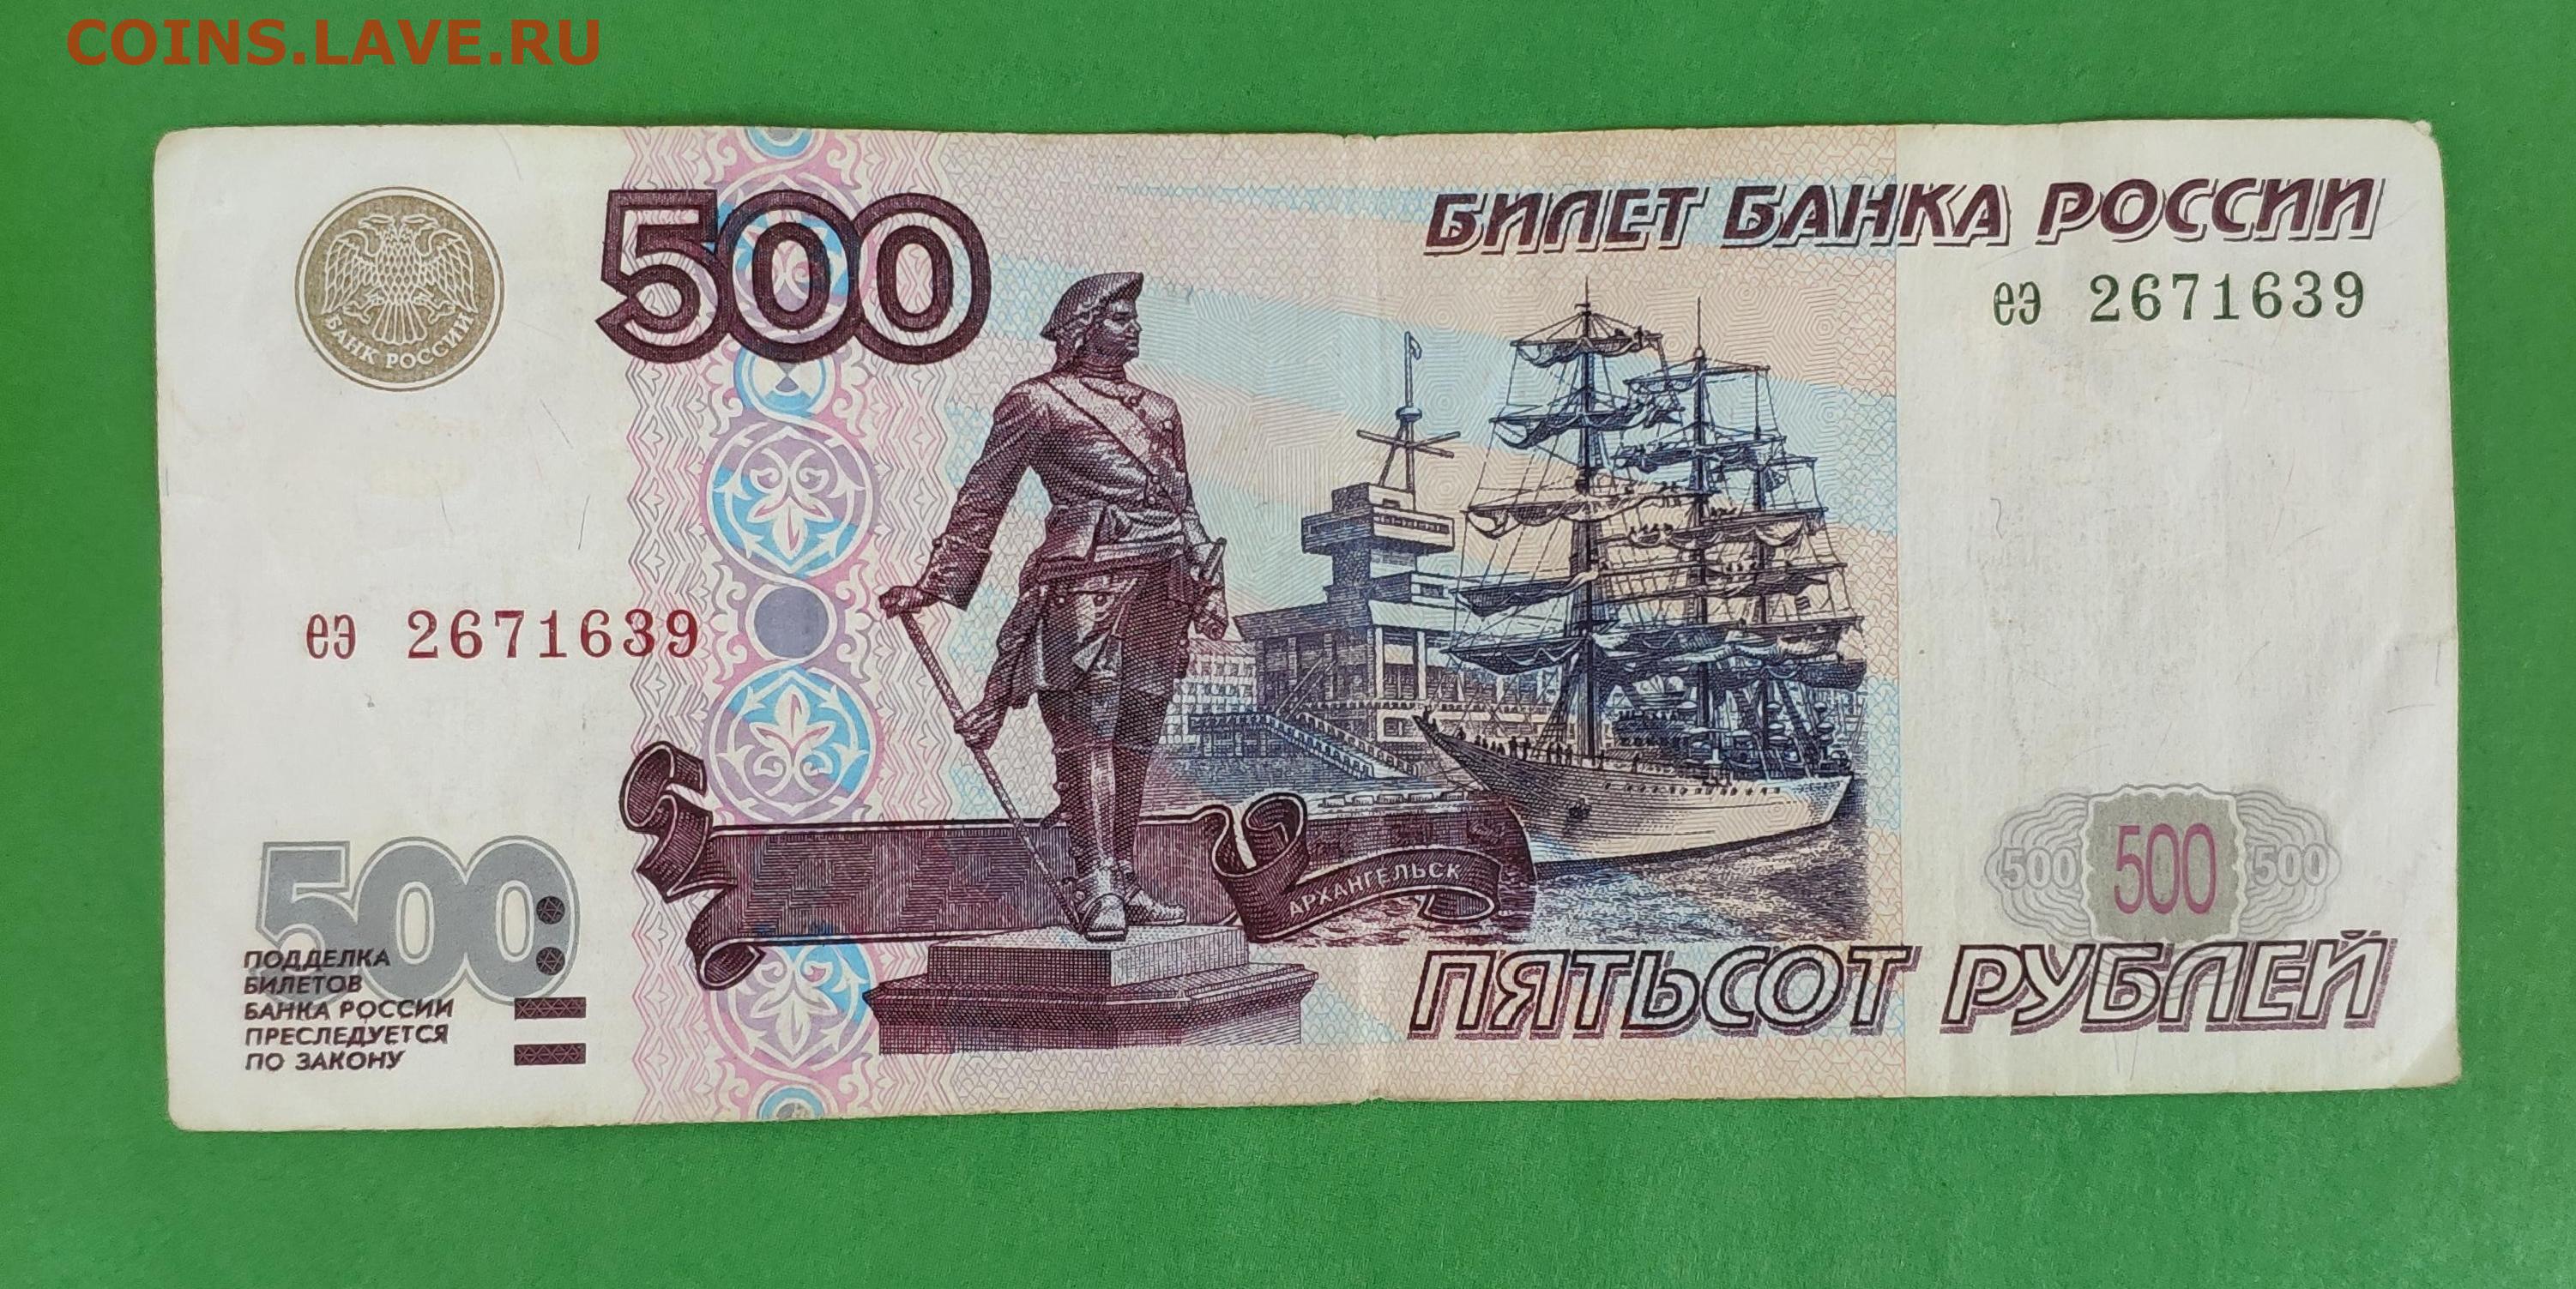 COINS.LAVE.RU
БИЛЕТ БАНКА РОССИИ
500
еэ 2671639
БАНК РОССИИ
еэ 2671639
АРХАНГЕЛЬСК
500 500 500
500
ПЯТЬСОТ РУБЛЕЙ
ПОДДЕЛКА
БИЛЕТОВ
БАНКА РОССИИ
ПРЕСЛЕДУЕТСЯ
ПО ЗАКОНУ